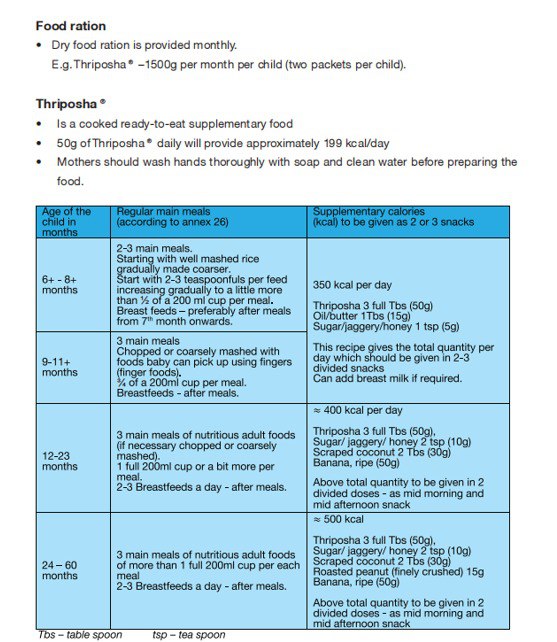 Food ration
• Dry food ration is provided monthly.
E.g. Thriposha ® –1500g per month per child (two packets per child).
Thriposha ®
• Is a cooked ready-to-eat supplementary food
• 50g of Thriposha ® daily will provide approximately 199 kcal/day
• Mothers should wash hands thoroughly with soap and clean water before preparing the
food.
Age of the
child in
months
Regular main meals
(according to annex 26)
Supplementary calories
(kcal) to be given as 2 or 3 snacks
6+ - 8+
months
2-3 main meals.
Starting with well mashed rice
gradually made coarser.
Start with 2-3 teaspoonfuls per feed
increasing gradually to a little more
than ½ of a 200 ml cup per meal.
Breast feeds – preferably after meals
from 7th month onwards.
350 kcal per day
Thriposha 3 full Tbs (50g)
Oil/butter 1Tbs (15g)
Sugar/jaggery/honey 1 tsp (5g)
This recipe gives the total quantity per
day which should be given in 2-3
divided snacks
Can add breast milk if required.
9-11+
months
3 main meals
Chopped or coarsely mashed with
foods baby can pick up using fingers
(finger foods).
¾ of a 200ml cup per meal.
Breastfeeds - after meals.
12-23
months
3 main meals of nutritious adult foods
(if necessary chopped or coarsely
mashed).
1 full 200ml cup or a bit more per
meal.
2-3 Breastfeeds a day - after meals.
≈ 400 kcal per day
Thriposha 3 full Tbs (50g),
Sugar/ jaggery/ honey 2 tsp (10g)
Scraped coconut 2 Tbs (30g)
Banana, ripe (50g)
Above total quantity to be given in 2
divided doses - as mid morning and
mid afternoon snack
24 – 60
months
3 main meals of nutritious adult foods
of more than 1 full 200ml cup per each
meal
2-3 Breastfeeds a day - after meals.
≈ 500 kcal
Thriposha 3 full Tbs (50g),
Sugar/ jaggery/ honey 2 tsp (10g)
Scraped coconut 2 Tbs (30g)
Roasted peanut (finely crushed) 15g
Banana, ripe (50g)
Above total quantity to be given in 2
divided doses - as mid morning and
mid afternoon snack
Tbs – table spoon tsp – tea spoon